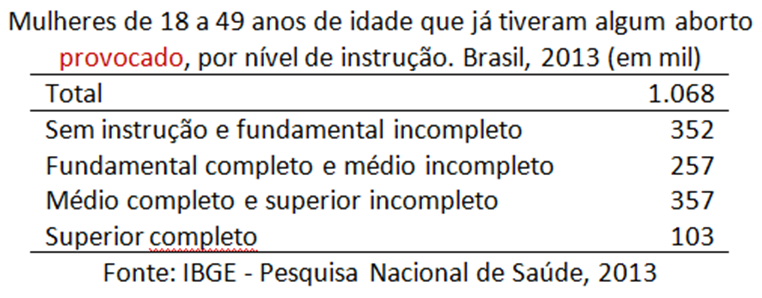 Mulheres de 18 a 49 anos de idade que já tiveram algum aborto
provocado, por nível de instrução. Brasil, 2013 (em mil)
Total 1.068
Sem instrução e fundamental incompleto 352
Fundamental completo e médio incompleto 257
Médio completo e superior incompleto 357
Superior completo 103
Fonte: IBGE - Pesquisa Nacional de Saúde, 2013